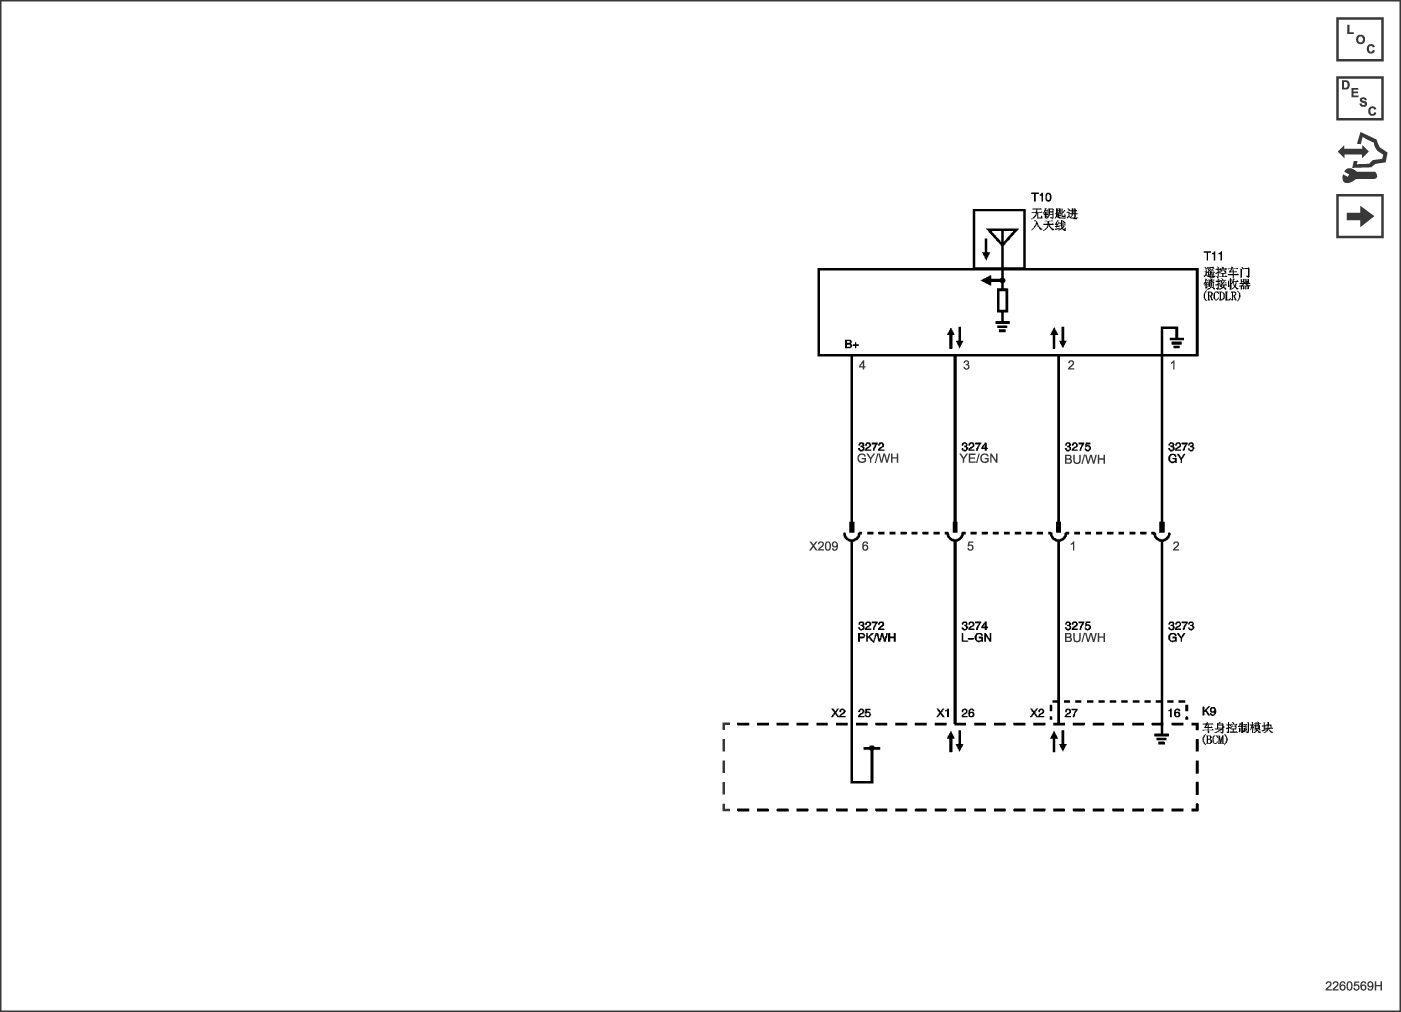 LOC
DESC
T10
无钥匙进
入天线
T11
遥控车门
锁接收器
(RCDLR)
B+
4 3 2 1
3272 3274 3275 3273
GY/WH YE/GN BU/WH GY
X209 6 5 1 2
3272 3274 3275 3273
PK/WH L-GN BU/WH GY
X2 25 X1 26 X2 27 16 K9
车身控制模块
(BCM)
2260569H